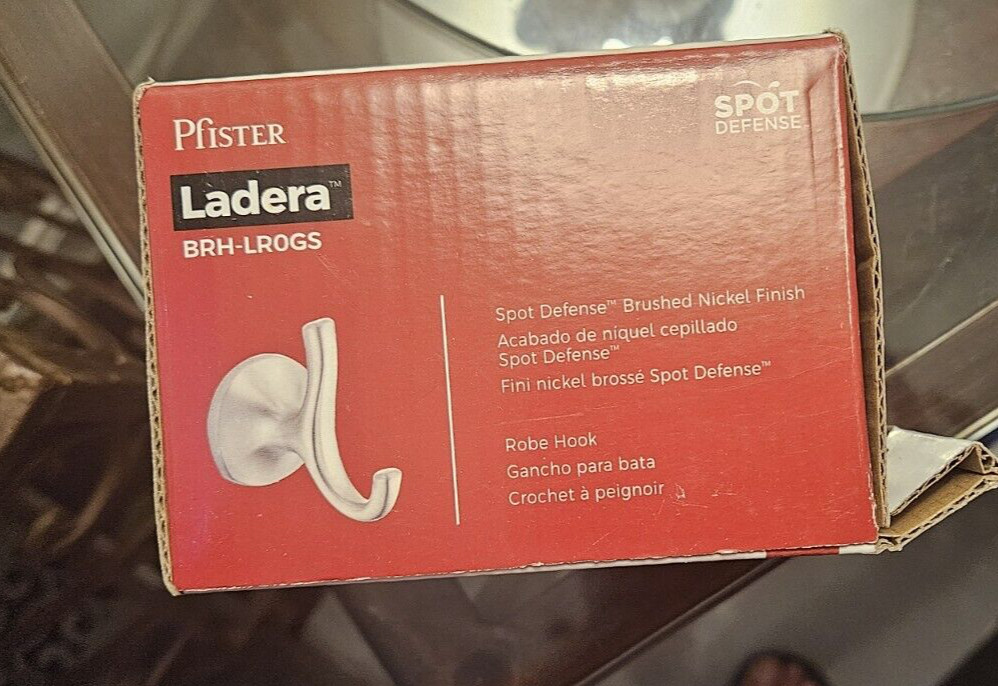 Pfister
SPOT
DEFENSE™
Ladera™
BRH-LR0GS
Spot Defense™ Brushed Nickel Finish
Acabado de níquel cepillado
Spot Defense™
Fini nickel brossé Spot Defense™
Robe Hook
Gancho para bata
Crochet à peignoir